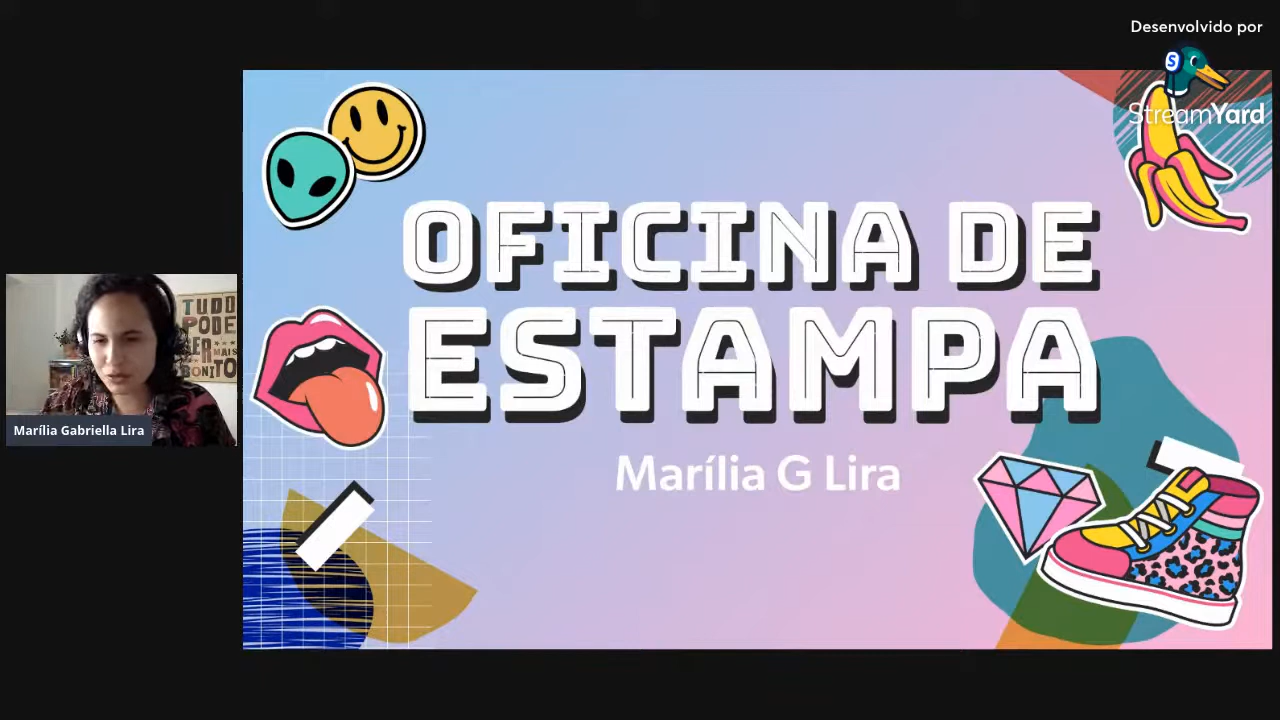 Desenvolvido por
S
StreamYard
OFICINA DE
ESTAMPA
Marília G Lira
TUDO
PODE
SER MAIS
BONITO
Marília Gabriella Lira